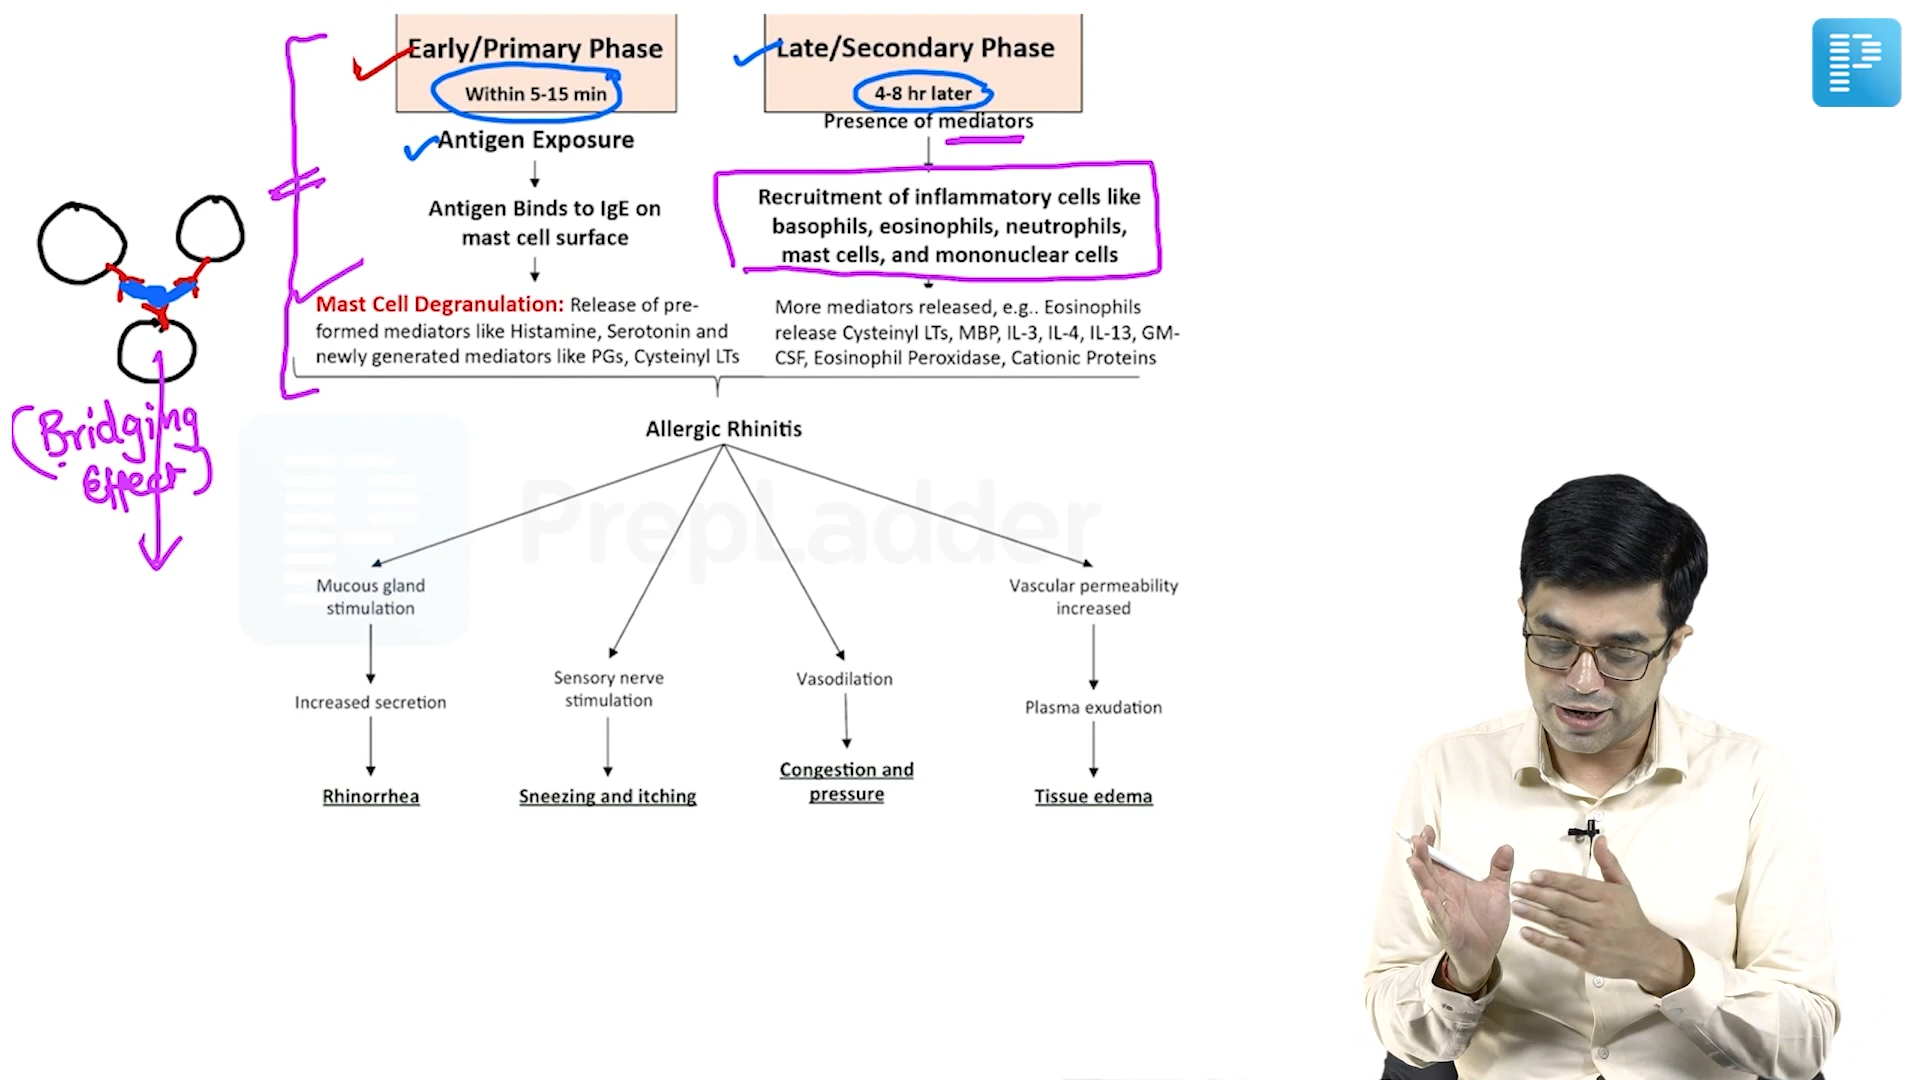 Early/Primary Phase
Within 5-15 min
Antigen Exposure
Antigen Binds to IgE on
mast cell surface
Mast Cell Degranulation: Release of pre-
formed mediators like Histamine, Serotonin and
newly generated mediators like PGs, Cysteinyl LTs
Late/Secondary Phase
4-8 hr later
Presence of mediators
Recruitment of inflammatory cells like
basophils, eosinophils, neutrophils,
mast cells, and mononuclear cells
More mediators released, e.g.. Eosinophils
release Cysteinyl LTs, MBP, IL-3, IL-4, IL-13, GM-
CSF, Eosinophil Peroxidase, Cationic Proteins
(Bridging
Effect)
Allergic Rhinitis
PrepLadder
Mucous gland
stimulation
Increased secretion
Rhinorrhea
Sensory nerve
stimulation
Sneezing and itching
Vasodilation
Congestion and
pressure
Vascular permeability
increased
Plasma exudation
Tissue edema